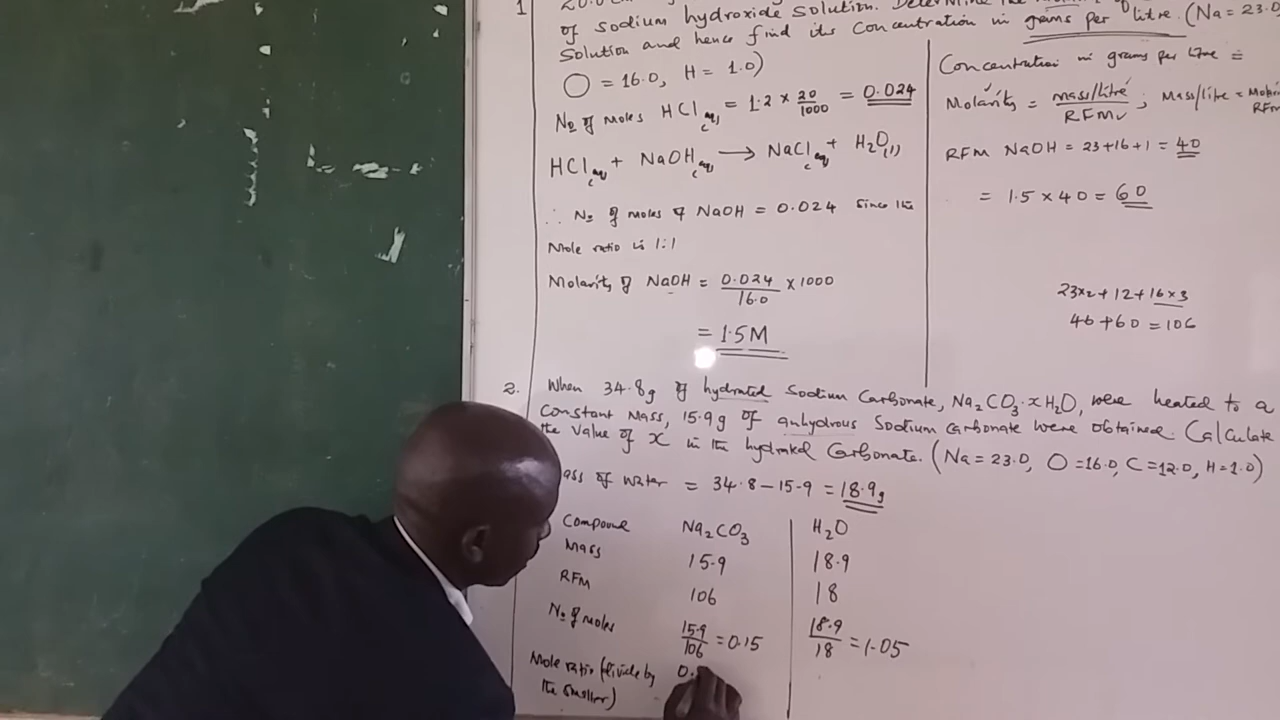 1
of sodium hydroxide solution. Determine the
solution and hence find its concentration in grams per litre. (Na = 23.0
O = 16.0, H = 1.0)
No of moles HCl(aq) = 1.2 × 20/1000 = 0.024
HCl(aq) + NaOH(aq) → NaCl(aq) + H₂O(l)
∴ No of moles of NaOH = 0.024 since the
Mole ratio is 1:1
Molarity of NaOH = 0.024/16.0 × 1000
= 1.5M
Concentration in grams per litre =
Molarity = mass/litre/RFM ; Mass/litre =
RFM NaOH = 23+16+1 = 40
= 1.5 × 40 = 60
23×2 + 12 + 16×3
46 + 60 = 106
2. When 34.8g of hydrated Sodium Carbonate, Na₂CO₃·xH₂O, were heated to a
Constant Mass, 15.9g of anhydrous Sodium carbonate were obtained. Calculate
the value of x in the hydrated Carbonate. (Na = 23.0, O = 16.0, C = 12.0, H = 1.0)
of water = 34.8 – 15.9 = 18.9g
Compound Na₂CO₃ H₂O
Mass 15.9 18.9
RFM 106 18
No of moles 15.9/106 = 0.15 18.9/18 = 1.05
Mole ratio (divide by
the smaller)